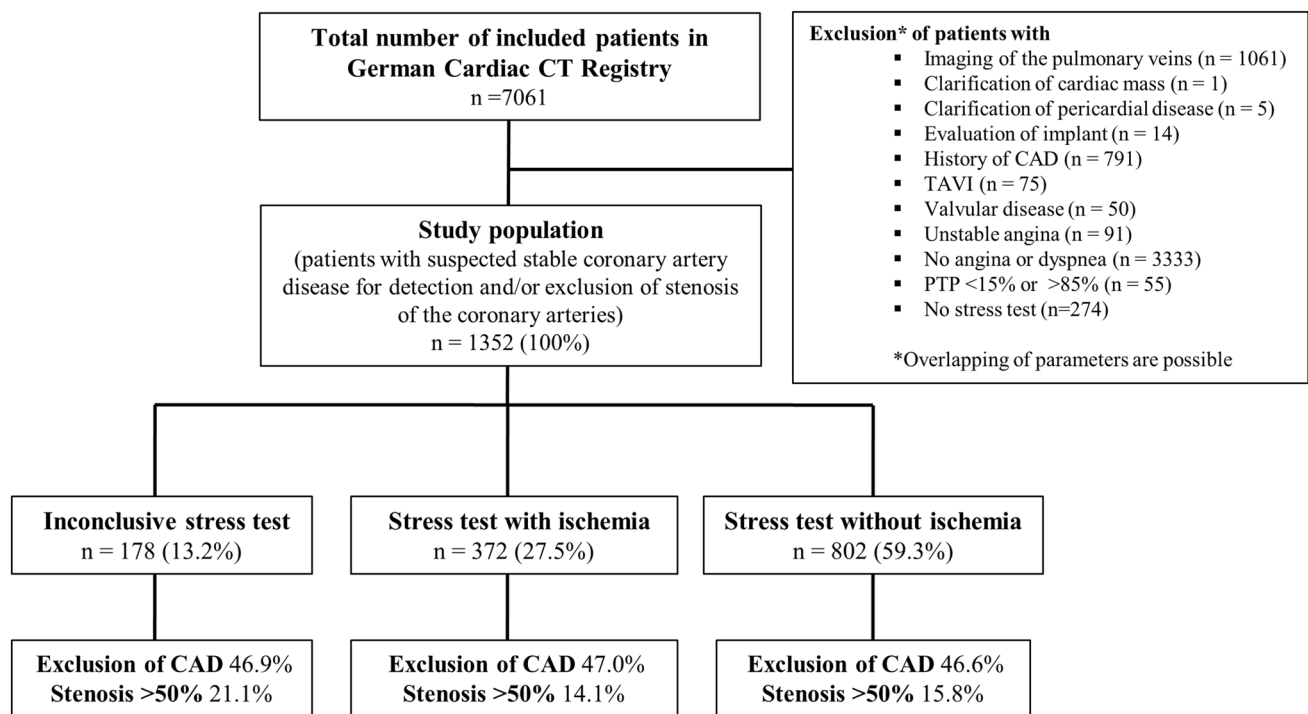 Total number of included patients in
German Cardiac CT Registry
n =7061
Exclusion* of patients with
▪ Imaging of the pulmonary veins (n = 1061)
▪ Clarification of cardiac mass (n = 1)
▪ Clarification of pericardial disease (n = 5)
▪ Evaluation of implant (n = 14)
▪ History of CAD (n = 791)
▪ TAVI (n = 75)
▪ Valvular disease (n = 50)
▪ Unstable angina (n = 91)
▪ No angina or dyspnea (n = 3333)
▪ PTP <15% or >85% (n = 55)
▪ No stress test (n=274)
*Overlapping of parameters are possible
Study population
(patients with suspected stable coronary artery
disease for detection and/or exclusion of stenosis
of the coronary arteries)
n = 1352 (100%)
Inconclusive stress test
n = 178 (13.2%)
Stress test with ischemia
n = 372 (27.5%)
Stress test without ischemia
n = 802 (59.3%)
Exclusion of CAD 46.9%
Stenosis >50% 21.1%
Exclusion of CAD 47.0%
Stenosis >50% 14.1%
Exclusion of CAD 46.6%
Stenosis >50% 15.8%